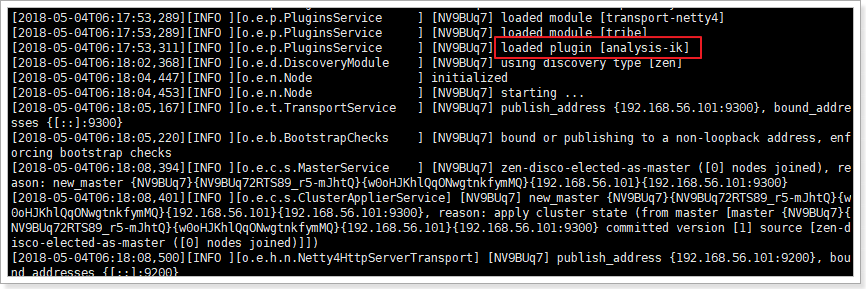 [2018-05-04T06:17:53,289][INFO ][o.e.p.PluginsService     ] [NV9BUq7] loaded module [transport-netty4]
[2018-05-04T06:17:53,289][INFO ][o.e.p.PluginsService     ] [NV9BUq7] loaded module [tribe]
[2018-05-04T06:17:53,311][INFO ][o.e.p.PluginsService     ] [NV9BUq7] loaded plugin [analysis-ik]
[2018-05-04T06:18:02,368][INFO ][o.e.d.DiscoveryModule    ] [NV9BUq7] using discovery type [zen]
[2018-05-04T06:18:04,447][INFO ][o.e.n.Node               ] initialized
[2018-05-04T06:18:04,453][INFO ][o.e.n.Node               ] [NV9BUq7] starting ...
[2018-05-04T06:18:05,167][INFO ][o.e.t.TransportService   ] [NV9BUq7] publish_address {192.168.56.101:9300}, bound_addre
sses {[::]:9300}
[2018-05-04T06:18:05,220][INFO ][o.e.b.BootstrapChecks    ] [NV9BUq7] bound or publishing to a non-loopback address, enf
orcing bootstrap checks
[2018-05-04T06:18:08,394][INFO ][o.e.c.s.MasterService    ] [NV9BUq7] zen-disco-elected-as-master ([0] nodes joined), re
ason: new_master {NV9BUq7}{NV9BUq72RTS89_r5-mJhtQ}{w0oHJKhlQqONwgtnkfymMQ}{192.168.56.101}{192.168.56.101:9300}
[2018-05-04T06:18:08,401][INFO ][o.e.c.s.ClusterApplierService] [NV9BUq7] new_master {NV9BUq7}{NV9BUq72RTS89_r5-mJhtQ}{w
0oHJKhlQqONwgtnkfymMQ}{192.168.56.101}{192.168.56.101:9300}, reason: apply cluster state (from master [master {NV9BUq7}{
NV9BUq72RTS89_r5-mJhtQ}{w0oHJKhlQqONwgtnkfymMQ}{192.168.56.101}{192.168.56.101:9300} committed version [1] source [zen-d
isco-elected-as-master ([0] nodes joined)]])
[2018-05-04T06:18:08,500][INFO ][o.e.h.n.Netty4HttpServerTransport] [NV9BUq7] publish_address {192.168.56.101:9200}, bou
nd_addresses {[::]:9200}